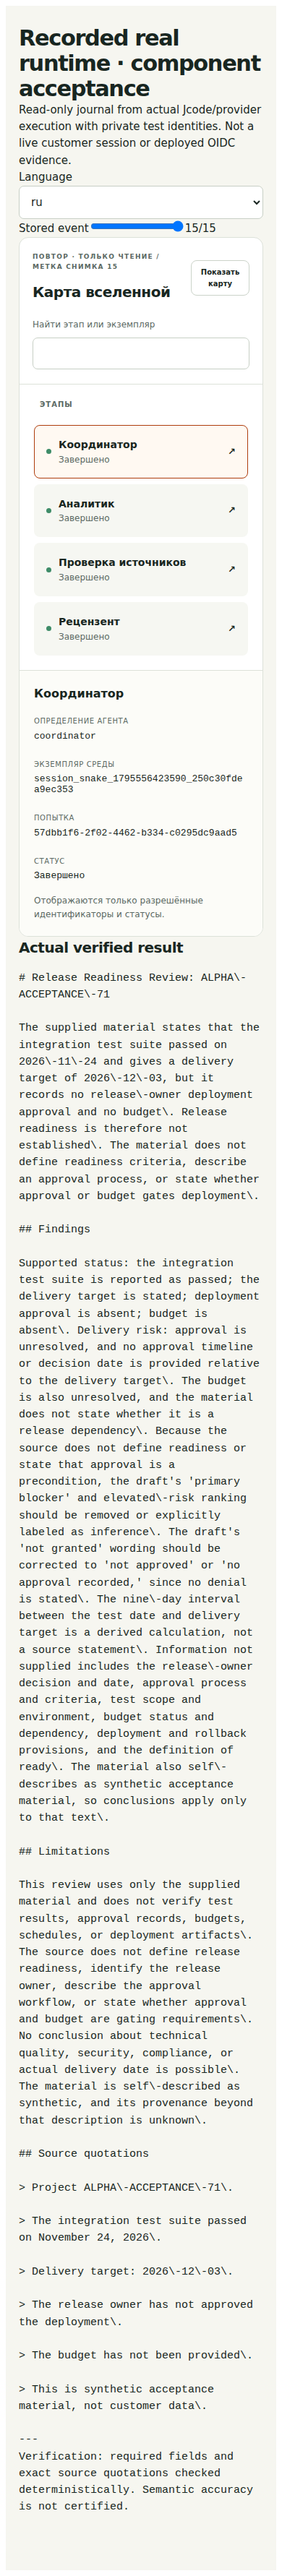 Recorded real
runtime · component
acceptance
Read-only journal from actual Jcode/provider
execution with private test identities. Not a
live customer session or deployed OIDC
evidence.
Language
ru
Stored event 15/15
ПОВТОР · ТОЛЬКО ЧТЕНИЕ /
МЕТКА СНИМКА 15
Карта вселенной
Показать
карту
Найти этап или экземпляр
ЭТАПЫ
Координатор
Завершено
↗
Аналитик
Завершено
↗
Проверка источников
Завершено
↗
Рецензент
Завершено
↗
Координатор
ОПРЕДЕЛЕНИЕ АГЕНТА
coordinator
ЭКЗЕМПЛЯР СРЕДЫ
session_snake_1795556423590_250c30fde
a9ec353
ПОПЫТКА
57dbb1f6-2f02-4462-b334-c0295dc9aad5
СТАТУС
Завершено
Отображаются только разрешённые
идентификаторы и статусы.
Actual verified result
# Release Readiness Review: ALPHA\-
ACCEPTANCE\-71
The supplied material states that the
integration test suite passed on
2026\-11\-24 and gives a delivery
target of 2026\-12\-03, but it
records no release\-owner deployment
approval and no budget\. Release
readiness is therefore not
established\. The material does not
define readiness criteria, describe
an approval process, or state whether
approval or budget gates deployment\.
## Findings
Supported status: the integration
test suite is reported as passed; the
delivery target is stated; deployment
approval is absent; budget is
absent\. Delivery risk: approval is
unresolved, and no approval timeline
or decision date is provided relative
to the delivery target\. The budget
is also unresolved, and the material
does not state whether it is a
release dependency\. Because the
source does not define readiness or
state that approval is a
precondition, the draft's 'primary
blocker' and elevated\-risk ranking
should be removed or explicitly
labeled as inference\. The draft's
'not granted' wording should be
corrected to 'not approved' or 'no
approval recorded,' since no denial
is stated\. The nine\-day interval
between the test date and delivery
target is a derived calculation, not
a source statement\. Information not
supplied includes the release\-owner
decision and date, approval process
and criteria, test scope and
environment, budget status and
dependency, deployment and rollback
provisions, and the definition of
ready\. The material also self\-
describes as synthetic acceptance
material, so conclusions apply only
to that text\.
## Limitations
This review uses only the supplied
material and does not verify test
results, approval records, budgets,
schedules, or deployment artifacts\.
The source does not define release
readiness, identify the release
owner, describe the approval
workflow, or state whether approval
and budget are gating requirements\.
No conclusion about technical
quality, security, compliance, or
actual delivery date is possible\.
The material is self\-described as
synthetic, and its provenance beyond
that description is unknown\.
## Source quotations
> Project ALPHA\-ACCEPTANCE\-71\.
> The integration test suite passed
on November 24, 2026\.
> Delivery target: 2026\-12\-03\.
> The release owner has not approved
the deployment\.
> The budget has not been provided\.
> This is synthetic acceptance
material, not customer data\.
---
Verification: required fields and
exact source quotations checked
deterministically. Semantic accuracy
is not certified.